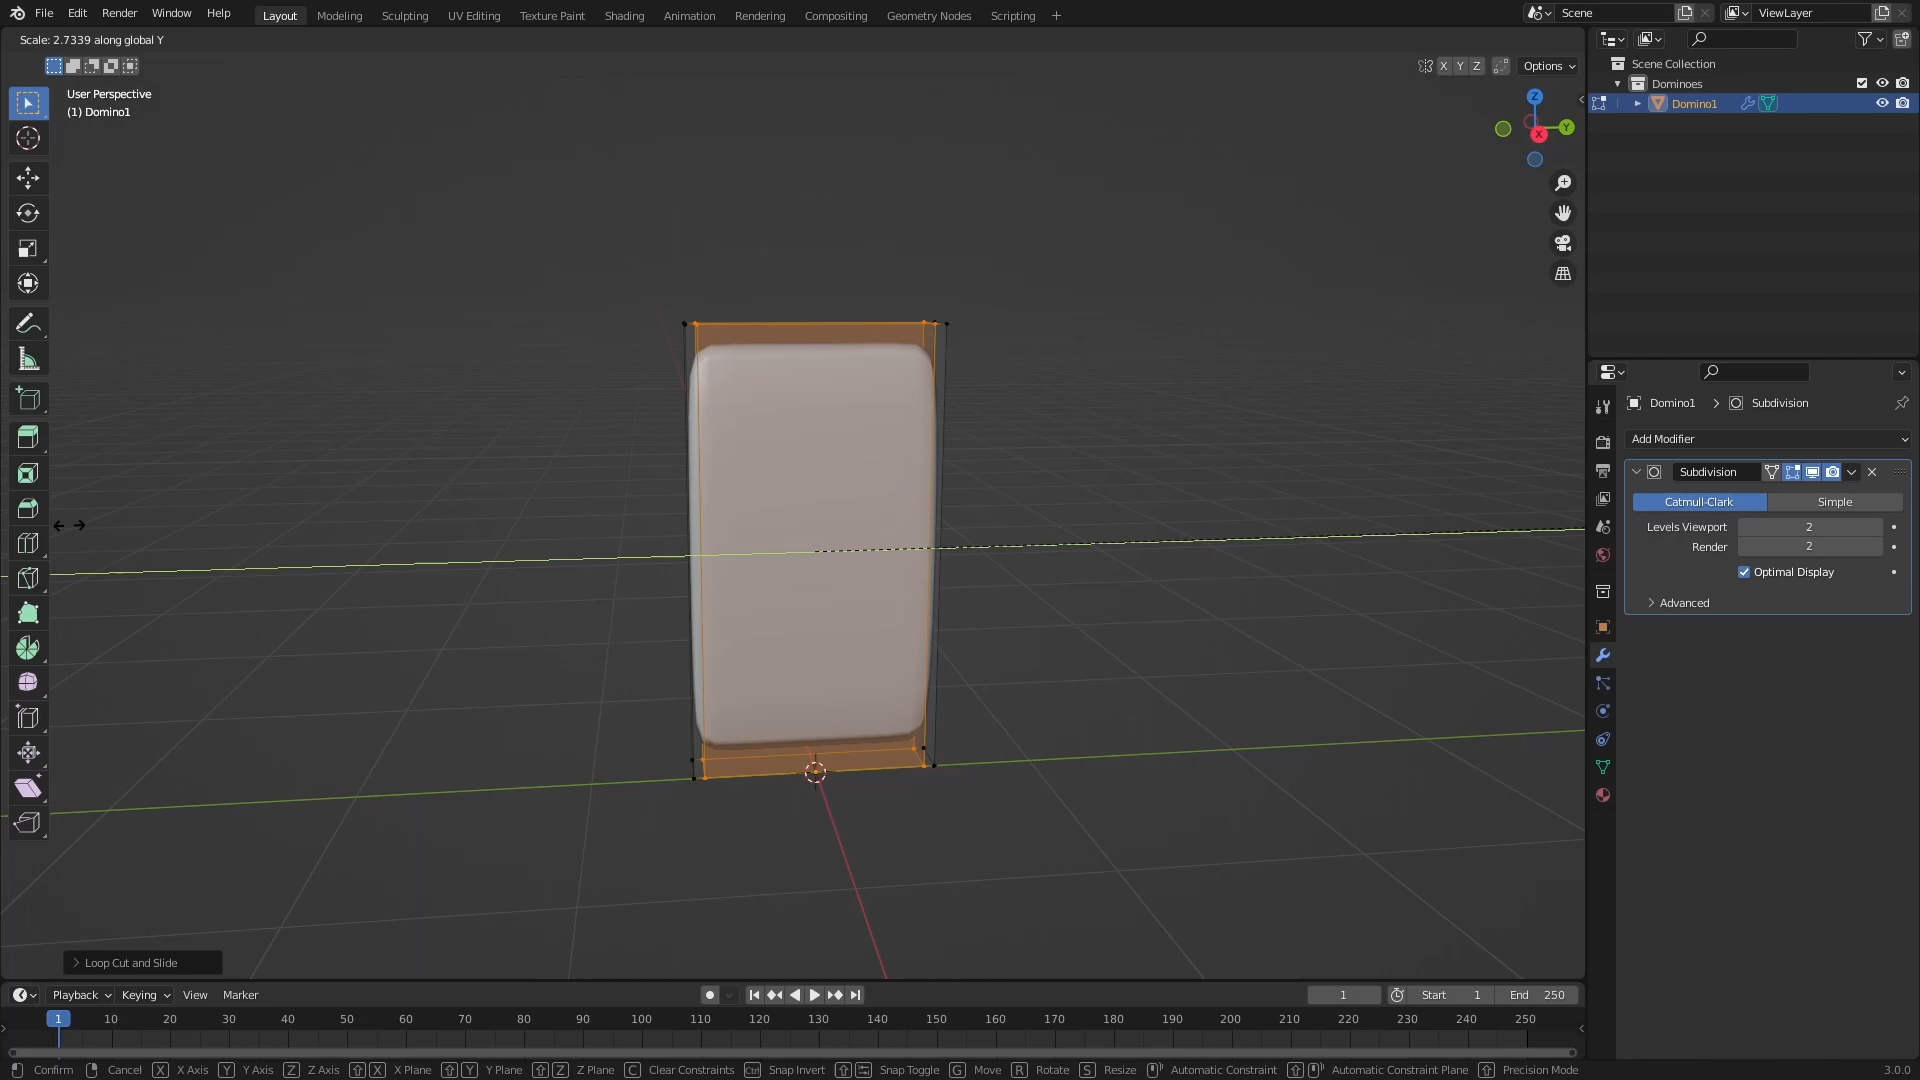 File Edit Render Window Help Layout Modeling Sculpting UV Editing Texture Paint Shading Animation Rendering Compositing Geometry Nodes Scripting + Scene ViewLayer
Scale: 2.7339 along global Y
X Y Z Options
User Perspective
(1) Domino1
Z
Y
X
Scene Collection
Dominoes
Domino1
Domino1 > Subdivision
Add Modifier
Subdivision
Catmull-Clark Simple
Levels Viewport 2
Render 2
Optimal Display
Advanced
Loop Cut and Slide
Playback Keying View Marker 1 Start 1 End 250
1 10 20 30 40 50 60 70 80 90 100 110 120 130 140 150 160 170 180 190 200 210 220 230 240 250
Confirm Cancel X X Axis Y Y Axis Z Z Axis X X Plane Y Y Plane Z Z Plane C Clear Constraints Ctrl Snap Invert Snap Toggle G Move R Rotate S Resize Automatic Constraint Automatic Constraint Plane Precision Mode 3.0.0